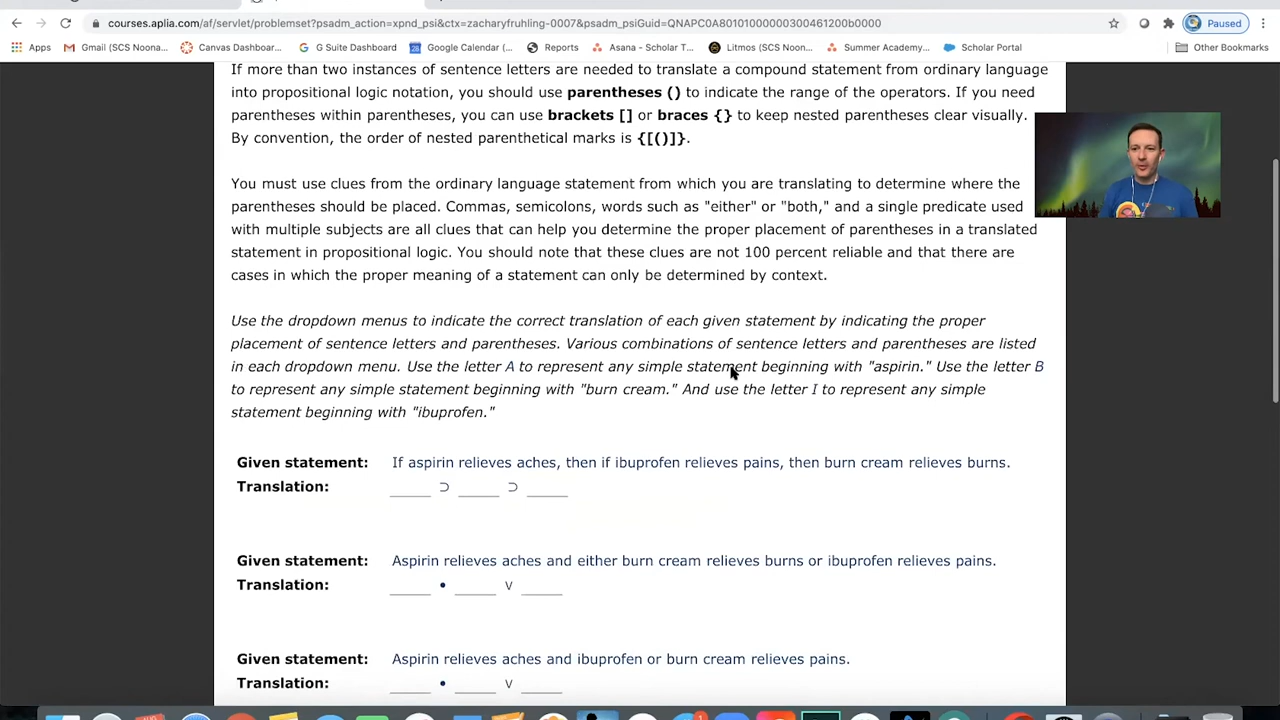 courses.aplia.com/af/servlet/problemset?psadm_action=xpnd_psi&ctx=zacharyfruhling-0007&psadm_psiGuid=QNAPC0A80101000000300461200b0000
Paused
Apps Gmail (SCS Noona... Canvas Dashboar... G Suite Dashboard Google Calendar (... Reports Asana - Scholar T... Litmos (SCS Noon... Summer Academy... Scholar Portal Other Bookmarks
If more than two instances of sentence letters are needed to translate a compound statement from ordinary language
into propositional logic notation, you should use parentheses () to indicate the range of the operators. If you need
parentheses within parentheses, you can use brackets [] or braces {} to keep nested parentheses clear visually.
By convention, the order of nested parenthetical marks is {[()]}.
You must use clues from the ordinary language statement from which you are translating to determine where the
parentheses should be placed. Commas, semicolons, words such as "either" or "both," and a single predicate used
with multiple subjects are all clues that can help you determine the proper placement of parentheses in a translated
statement in propositional logic. You should note that these clues are not 100 percent reliable and that there are
cases in which the proper meaning of a statement can only be determined by context.
Use the dropdown menus to indicate the correct translation of each given statement by indicating the proper
placement of sentence letters and parentheses. Various combinations of sentence letters and parentheses are listed
in each dropdown menu. Use the letter A to represent any simple statement beginning with "aspirin." Use the letter B
to represent any simple statement beginning with "burn cream." And use the letter I to represent any simple
statement beginning with "ibuprofen."
Given statement: If aspirin relieves aches, then if ibuprofen relieves pains, then burn cream relieves burns.
Translation: _____ ⊃ _____ ⊃ _____
Given statement: Aspirin relieves aches and either burn cream relieves burns or ibuprofen relieves pains.
Translation: _____ • _____ v _____
Given statement: Aspirin relieves aches and ibuprofen or burn cream relieves pains.
Translation: _____ • _____ v _____